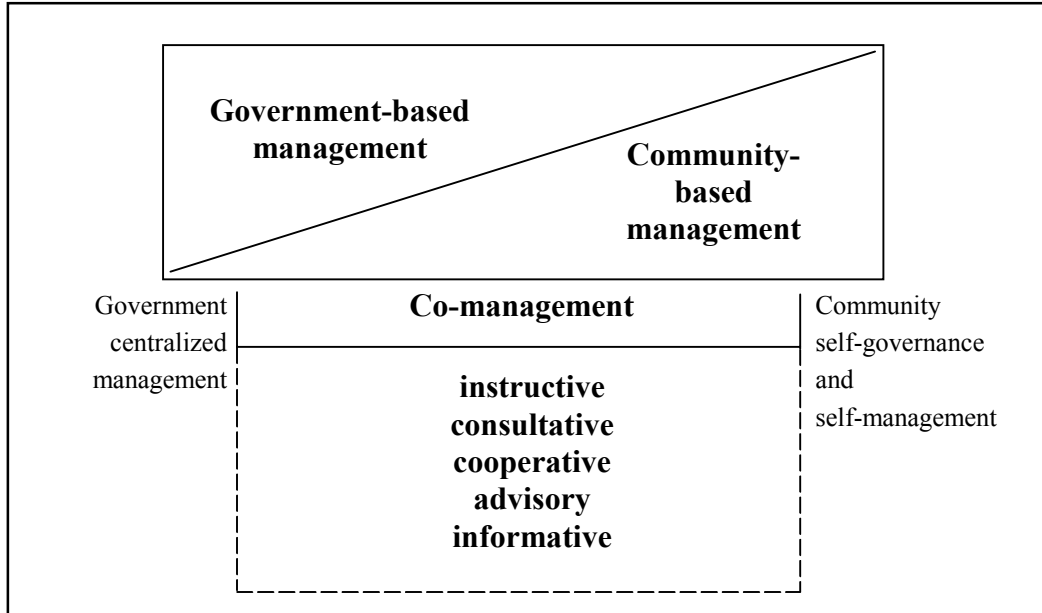 Government-based
management
Community-
based
management
Government
centralized
management
Co-management
Community
self-governance
and
self-management
instructive
consultative
cooperative
advisory
informative